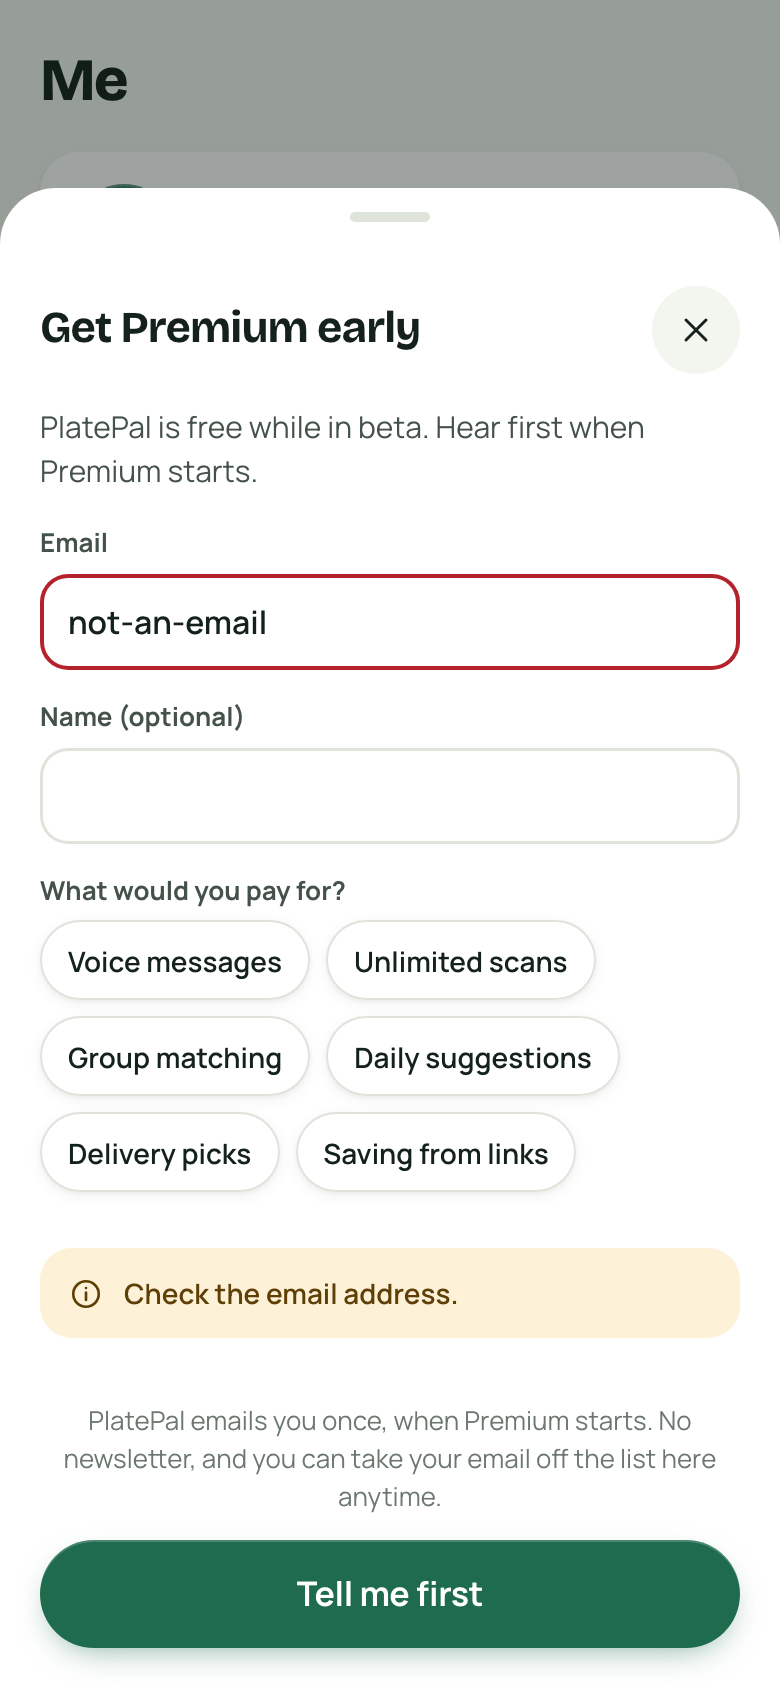 Me
Get Premium early
PlatePal is free while in beta. Hear first when
Premium starts.
Email
not-an-email
Name (optional)
What would you pay for?
Voice messages
Unlimited scans
Group matching
Daily suggestions
Delivery picks
Saving from links
Check the email address.
PlatePal emails you once, when Premium starts. No
newsletter, and you can take your email off the list here
anytime.
Tell me first